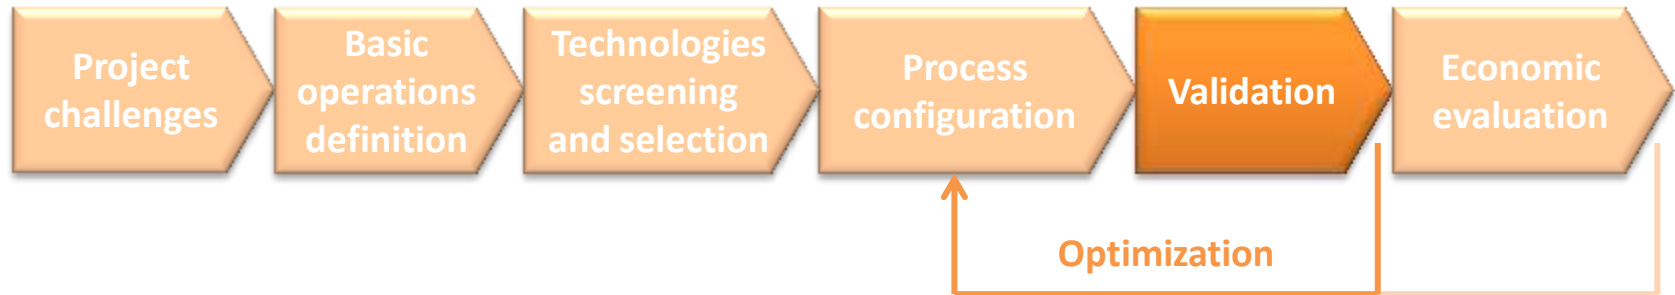 Project
challenges
Basic
operations
definition
Technologies
screening
and selection
Process
configuration
Validation
Economic
evaluation
Optimization